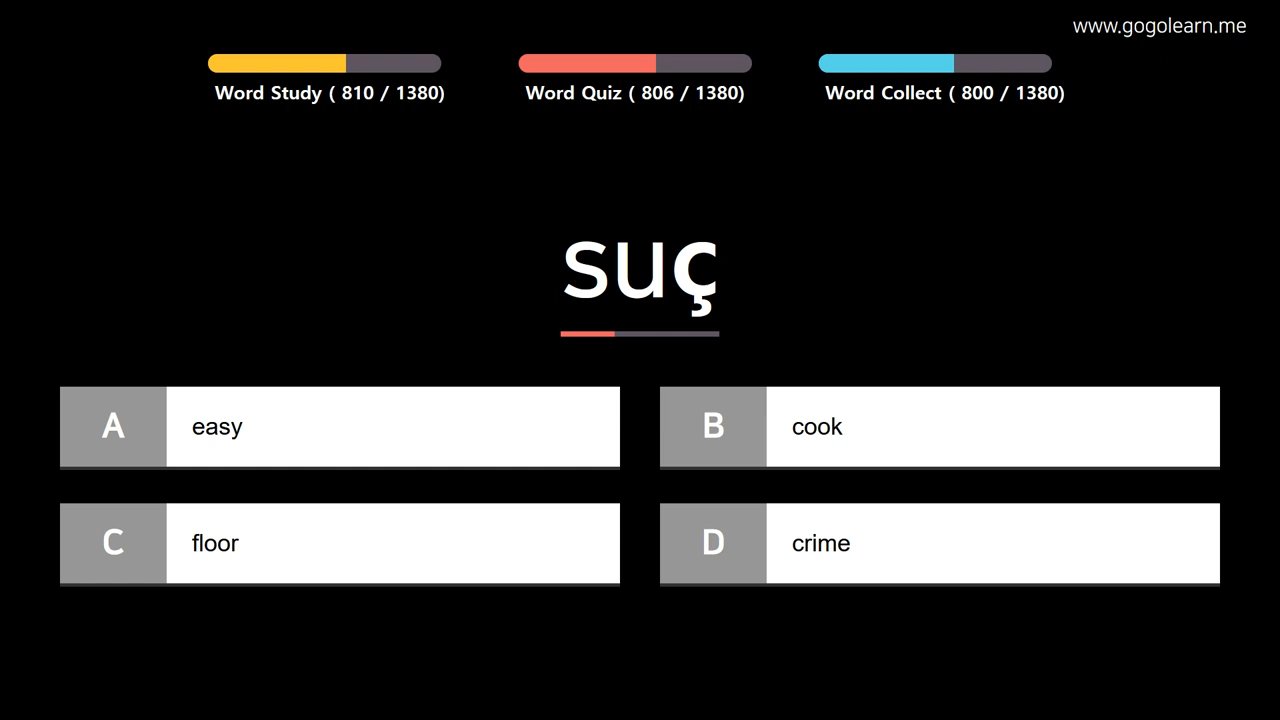 www.gogolearn.me
Word Study ( 810 / 1380)
Word Quiz ( 806 / 1380)
Word Collect ( 800 / 1380)
suç
A easy
B cook
C floor
D crime